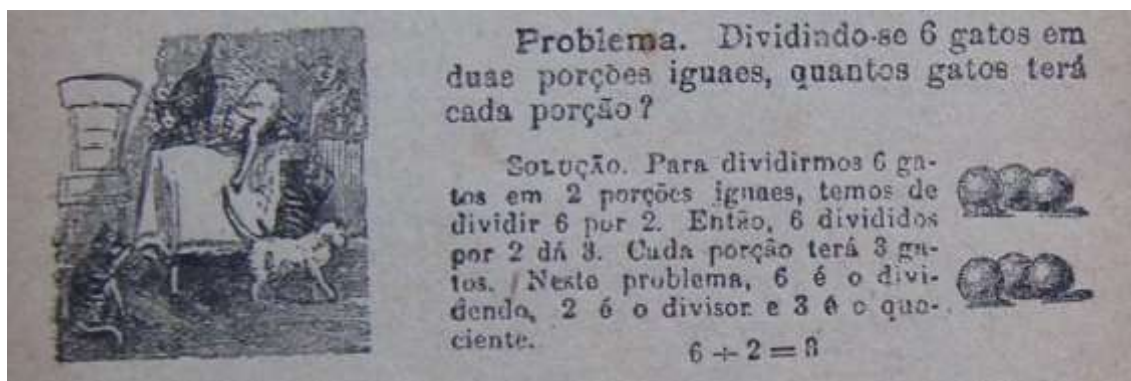 Problema. Dividindo-se 6 gatos em
duas porções iguaes, quantos gatos terá
cada porção?
SOLUÇÃO. Para dividirmos 6 ga-
tos em 2 porções iguaes, temos de
dividir 6 por 2. Então, 6 divididos
por 2 dá 3. Cada porção terá 3 ga-
tos. Neste problema, 6 é o divi-
dendo, 2 é o divisor e 3 é o quo-
ciente.
6 ÷ 2 = 3